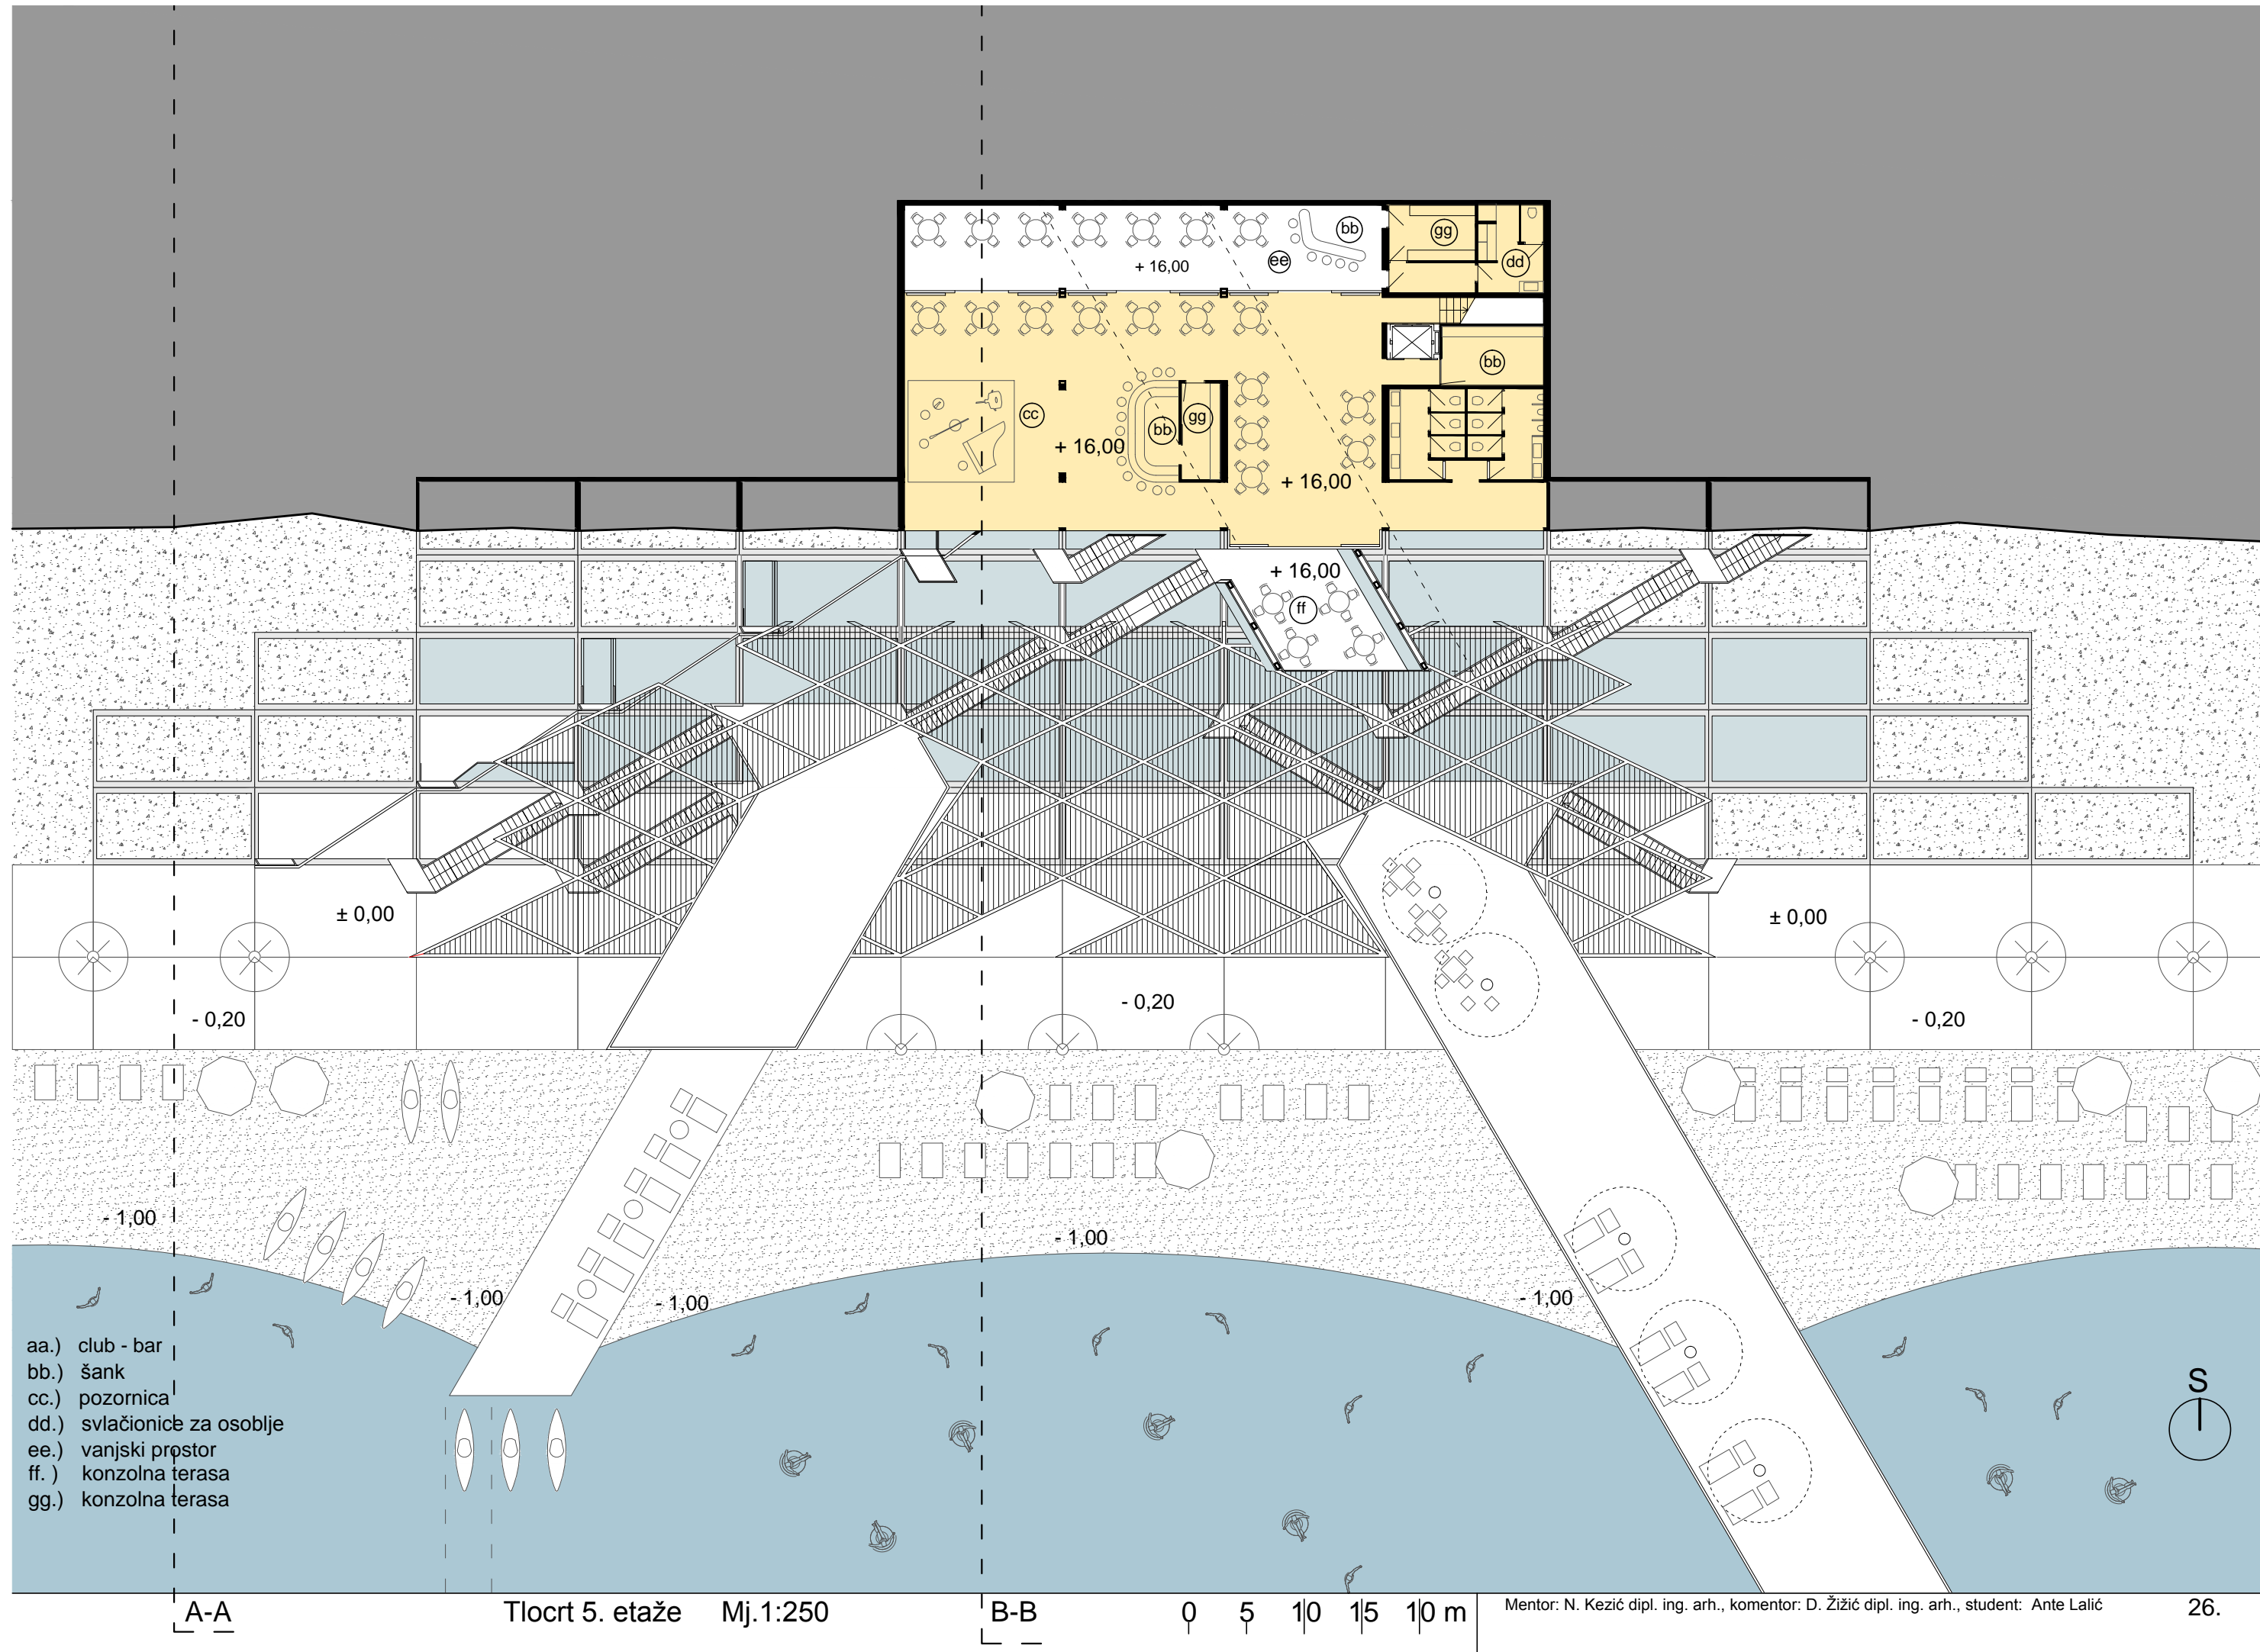 bb
gg
ee
dd
+ 16,00
bb
cc
gg
bb
+ 16,00
+ 16,00
+ 16,00
ff
± 0,00
± 0,00
- 0,20
- 0,20
- 0,20
- 1,00
- 1,00
- 1,00
- 1,00
- 1,00
aa.) club - bar
bb.) šank
cc.) pozornica
dd.) svlačionice za osoblje
ee.) vanjski prostor
ff. ) konzolna terasa
gg.) konzolna terasa
S
A-A
Tlocrt 5. etaže Mj.1:250
B-B
0 5 10 15 10 m
Mentor: N. Kezić dipl. ing. arh., komentor: D. Žižić dipl. ing. arh., student: Ante Lalić
26.